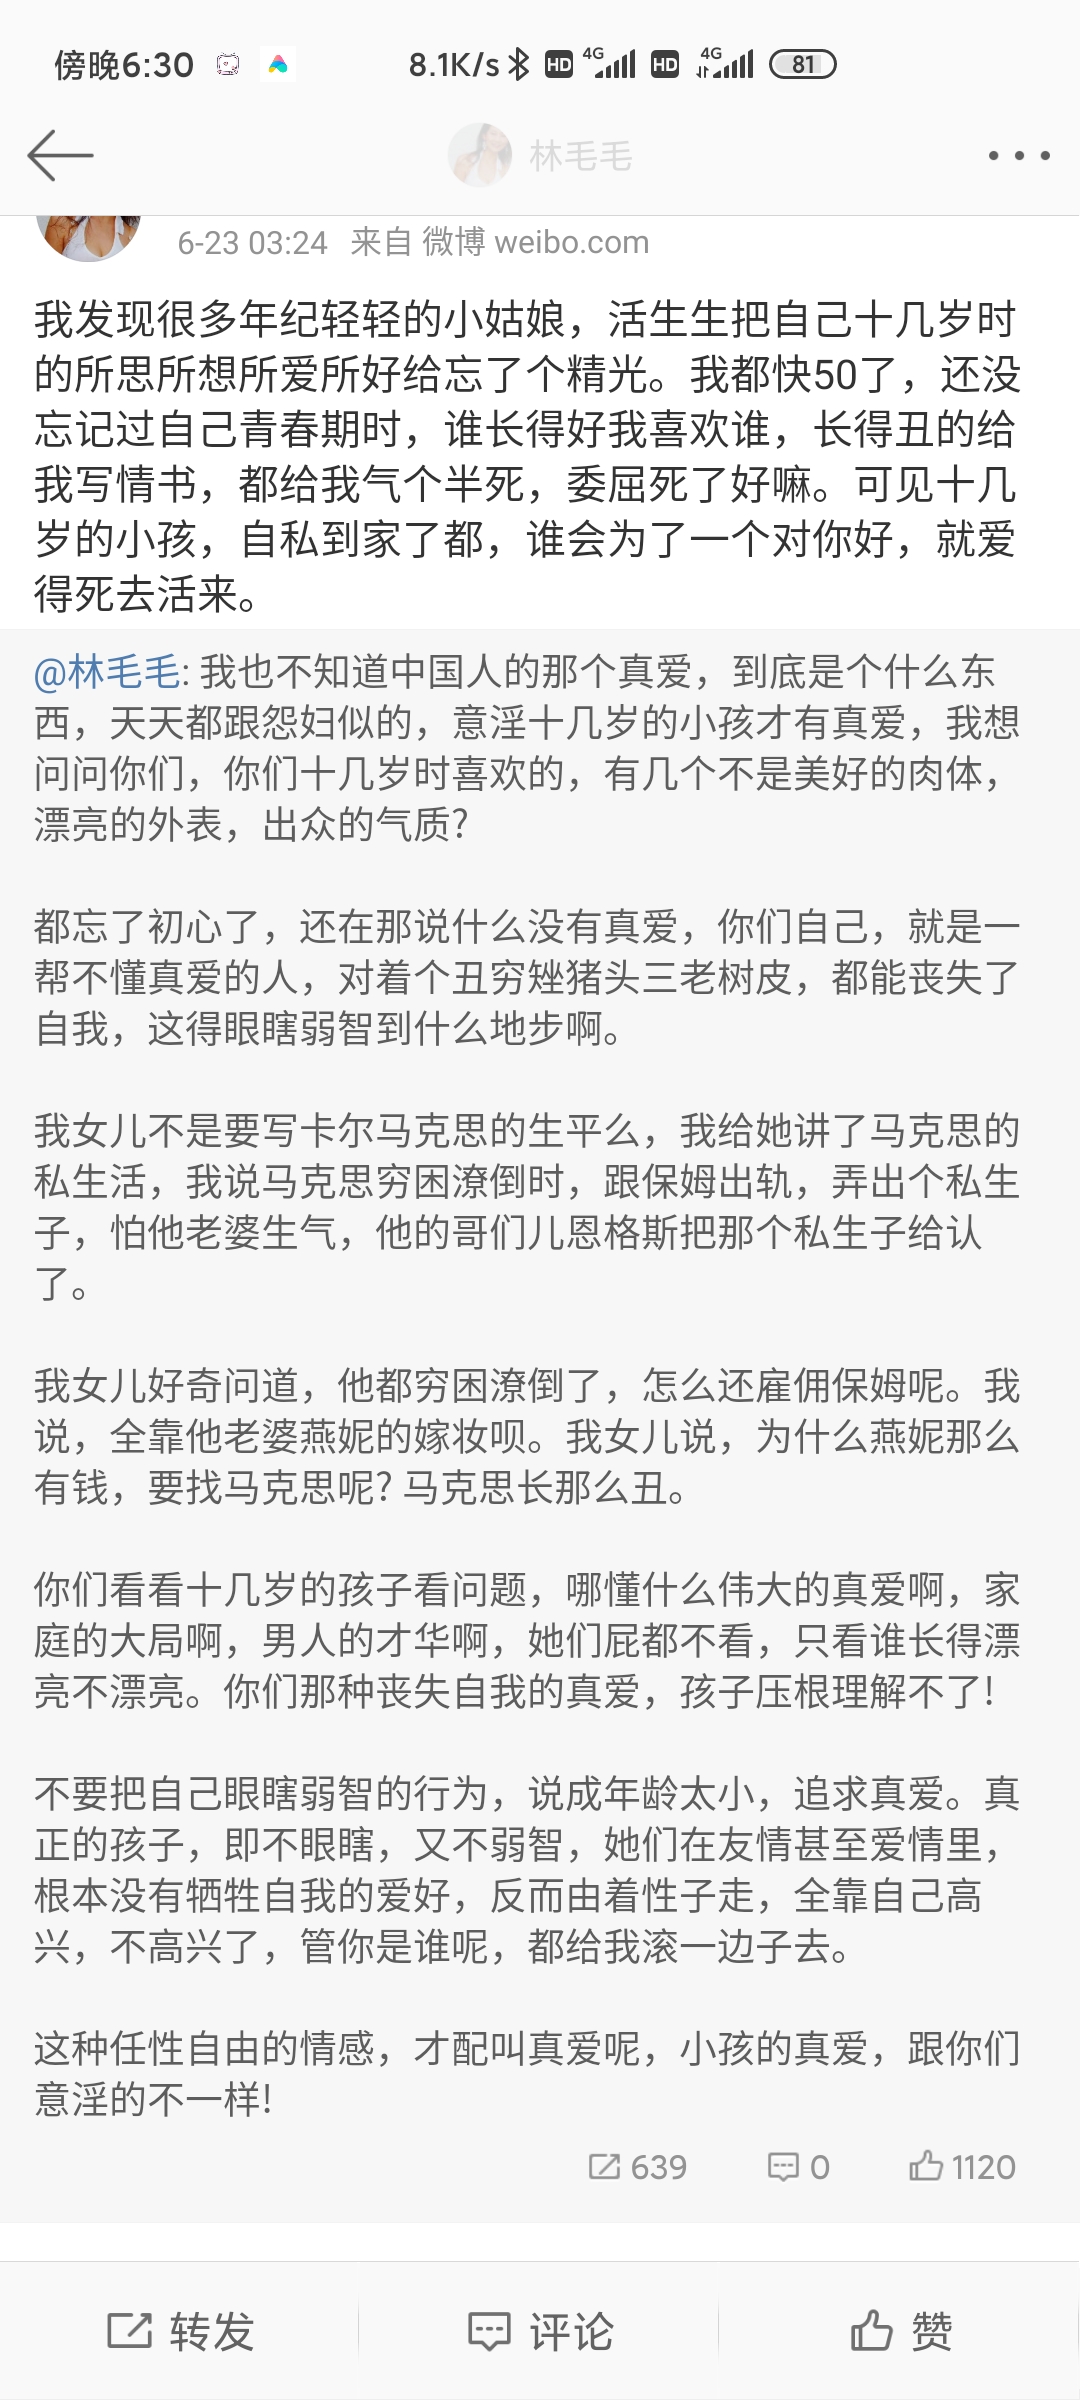 傍晚6:30
8.1K/s HD 4G HD 4G 81
林毛毛
6-23 03:24 来自 微博 weibo.com
我发现很多年纪轻轻的小姑娘，活生生把自己十几岁时
的所思所想所爱所好给忘了个精光。我都快50了，还没
忘记过自己青春期时，谁长得好我喜欢谁，长得丑的给
我写情书，都给我气个半死，委屈死了好嘛。可见十几
岁的小孩，自私到家了都，谁会为了一个对你好，就爱
得死去活来。
@林毛毛: 我也不知道中国人的那个真爱，到底是个什么东
西，天天都跟怨妇似的，意淫十几岁的小孩才有真爱，我想
问问你们，你们十几岁时喜欢的，有几个不是美好的肉体，
漂亮的外表，出众的气质?
都忘了初心了，还在那说什么没有真爱，你们自己，就是一
帮不懂真爱的人，对着个丑穷矬猪头三老树皮，都能丧失了
自我，这得眼瞎弱智到什么地步啊。
我女儿不是要写卡尔马克思的生平么，我给她讲了马克思的
私生活，我说马克思穷困潦倒时，跟保姆出轨，弄出个私生
子，怕他老婆生气，他的哥们儿恩格斯把那个私生子给认
了。
我女儿好奇问道，他都穷困潦倒了，怎么还雇佣保姆呢。我
说，全靠他老婆燕妮的嫁妆呗。我女儿说，为什么燕妮那么
有钱，要找马克思呢? 马克思长那么丑。
你们看看十几岁的孩子看问题，哪懂什么伟大的真爱啊，家
庭的大局啊，男人的才华啊，她们屁都不看，只看谁长得漂
亮不漂亮。你们那种丧失自我的真爱，孩子压根理解不了!
不要把自己眼瞎弱智的行为，说成年龄太小，追求真爱。真
正的孩子，即不眼瞎，又不弱智，她们在友情甚至爱情里，
根本没有牺牲自我的爱好，反而由着性子走，全靠自己高
兴，不高兴了，管你是谁呢，都给我滚一边子去。
这种任性自由的情感，才配叫真爱呢，小孩的真爱，跟你们
意淫的不一样!
639 0 1120
转发 评论 赞